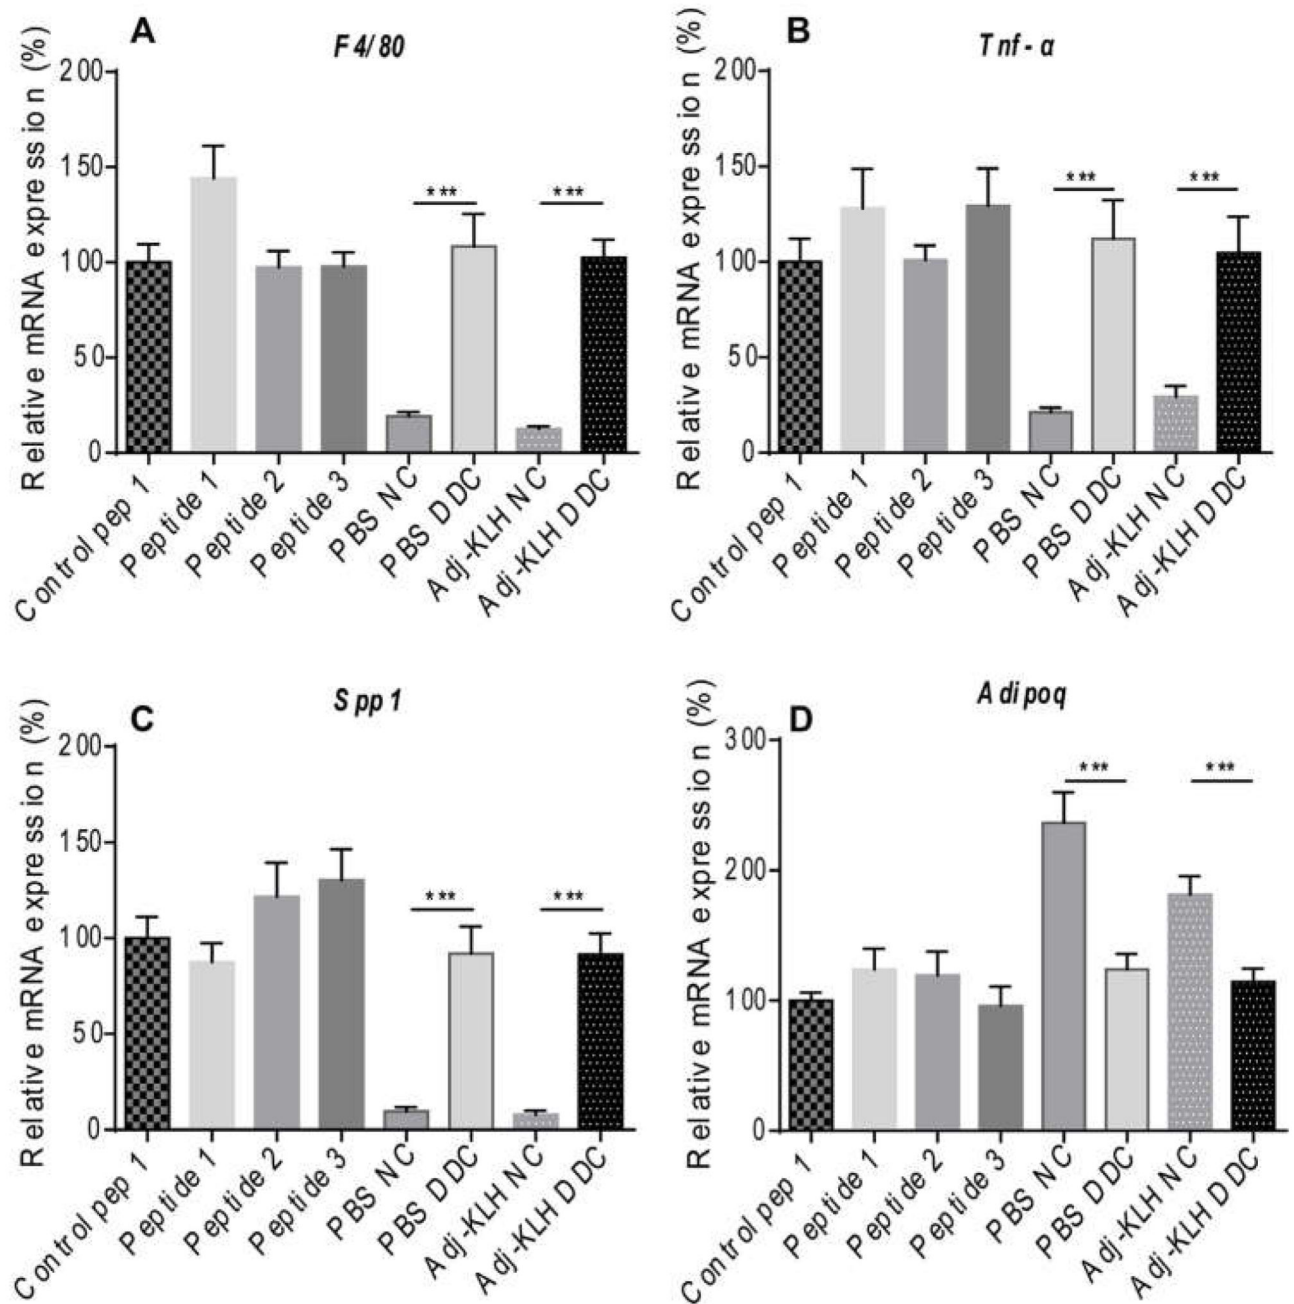 A
F4/80
Relative mRNA expression (%)
200
150
100
50
0
***
***
Control pep 1
Peptide 1
Peptide 2
Peptide 3
PBS NC
PBS DDC
Adj-KLH NC
Adj-KLH DDC
B
Tnf-α
Relative mRNA expression (%)
200
150
100
50
0
***
***
Control pep 1
Peptide 1
Peptide 2
Peptide 3
PBS NC
PBS DDC
Adj-KLH NC
Adj-KLH DDC
C
Spp1
Relative mRNA expression (%)
200
150
100
50
0
***
***
Control pep 1
Peptide 1
Peptide 2
Peptide 3
PBS NC
PBS DDC
Adj-KLH NC
Adj-KLH DDC
D
Adipoq
Relative mRNA expression (%)
300
200
100
0
***
***
Control pep 1
Peptide 1
Peptide 2
Peptide 3
PBS NC
PBS DDC
Adj-KLH NC
Adj-KLH DDC